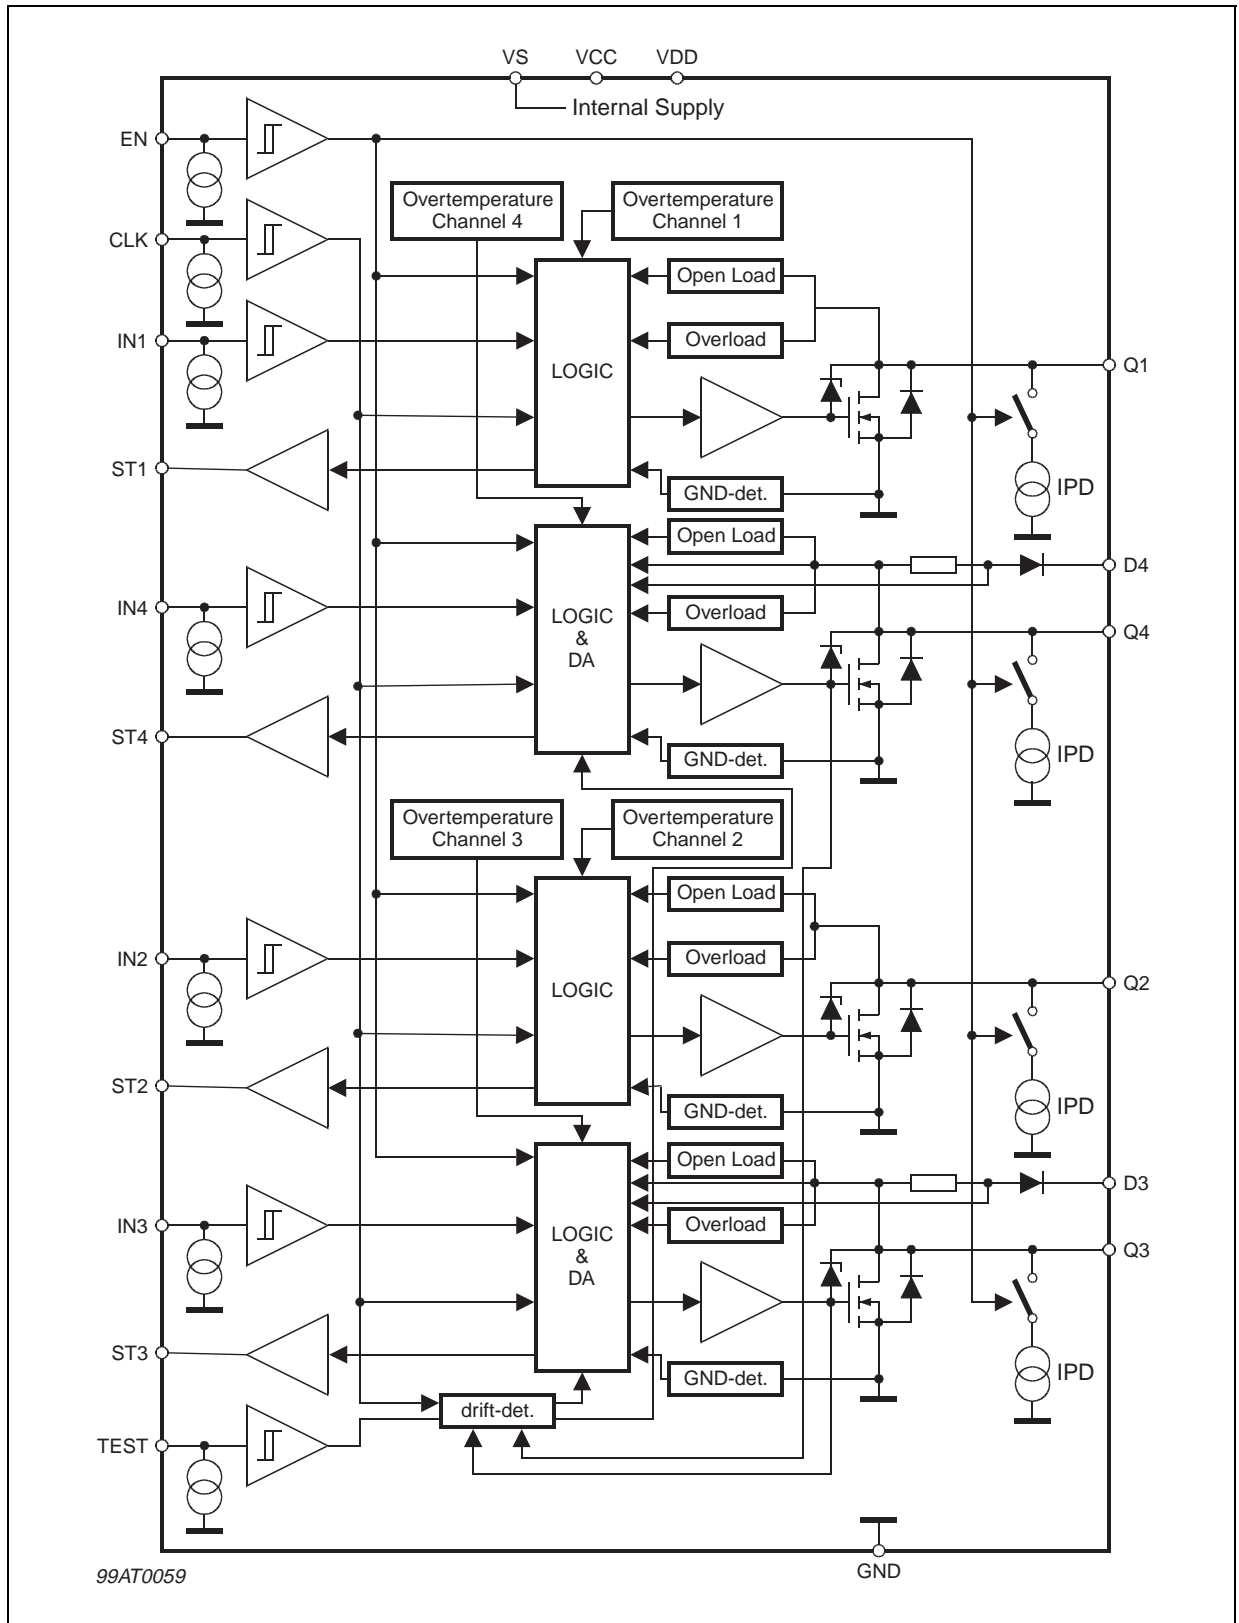 VS VCC VDD
Internal Supply
EN
Overtemperature
Channel 4
Overtemperature
Channel 1
CLK
Open Load
IN1
Overload
LOGIC
Q1
ST1
GND-det.
IPD
Open Load
D4
IN4
LOGIC
&
DA
Overload
Q4
ST4
GND-det.
IPD
Overtemperature
Channel 3
Overtemperature
Channel 2
Open Load
IN2
Overload
LOGIC
Q2
ST2
GND-det.
IPD
Open Load
D3
IN3
LOGIC
&
DA
Overload
Q3
ST3
GND-det.
IPD
drift-det.
TEST
GND
99AT0059